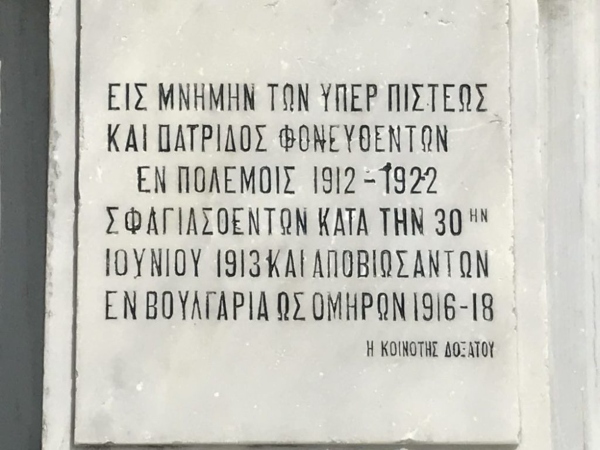 ΕΙΣ ΜΝΗΜΗΝ ΤΩΝ ΥΠΕΡ ΠΙΣΤΕΩΣ
ΚΑΙ ΠΑΤΡΙΔΟΣ ΦΟΝΕΥΘΕΝΤΩΝ
ΕΝ ΠΟΛΕΜΟΙΣ 1912-1922
ΣΦΑΓΙΑΣΘΕΝΤΩΝ ΚΑΤΑ ΤΗΝ 30ΗΝ
ΙΟΥΝΙΟΥ 1913 ΚΑΙ ΑΠΟΒΙΩΣΑΝΤΩΝ
ΕΝ ΒΟΥΛΓΑΡΙΑ ΩΣ ΟΜΗΡΩΝ 1916-18
Η ΚΟΙΝΟΤΗΣ ΔΟΞΑΤΟΥ